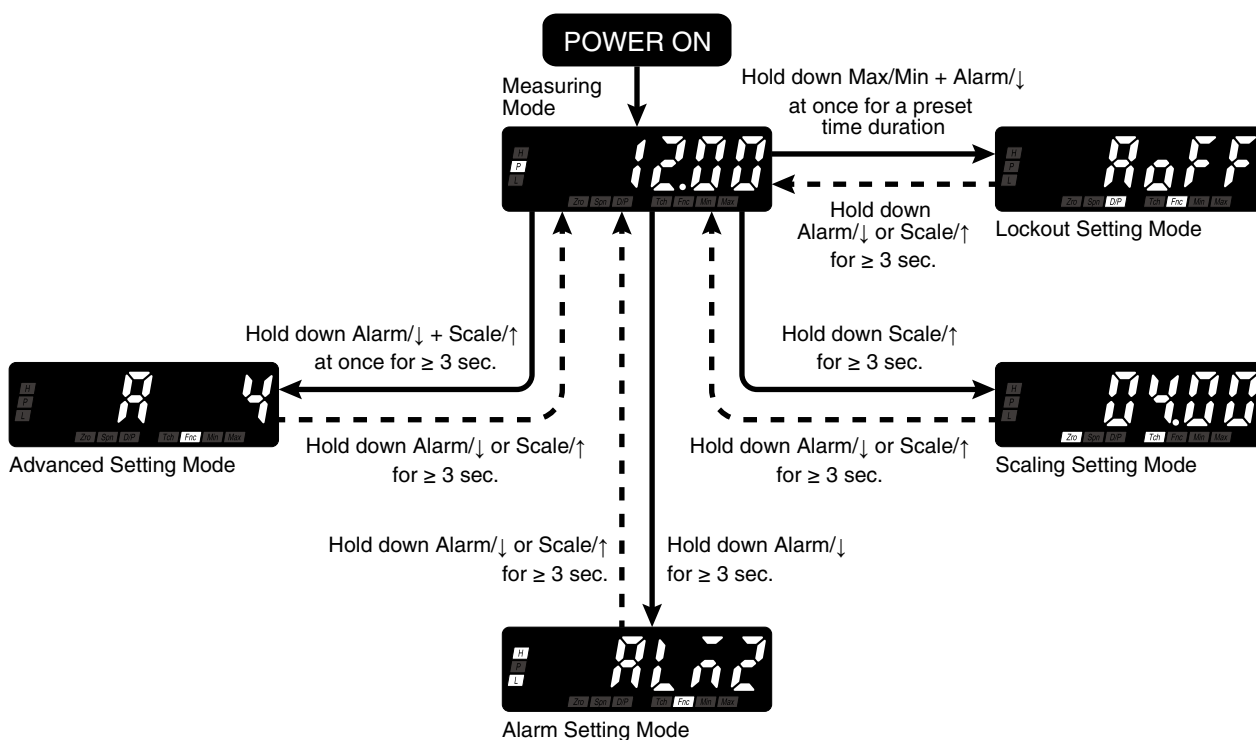 POWER ON
Measuring
Mode
Hold down Max/Min + Alarm/↓
at once for a preset
time duration
H
P
L
12.00
Zro Spn D/P Tch Fnc Min Max
H
P
L
AoFF
Zro Spn D/P Tch Fnc Min Max
Lockout Setting Mode
Hold down
Alarm/↓ or Scale/↑
for ≥ 3 sec.
Hold down Alarm/↓ + Scale/↑
at once for ≥ 3 sec.
Hold down Scale/↑
for ≥ 3 sec.
H
P
L
A 4
Zro Spn D/P Tch Fnc Min Max
Advanced Setting Mode
Hold down Alarm/↓ or Scale/↑
for ≥ 3 sec.
Hold down Alarm/↓ or Scale/↑
for ≥ 3 sec.
H
P
L
04.00
Zro Spn D/P Tch Fnc Min Max
Scaling Setting Mode
Hold down Alarm/↓ or Scale/↑
for ≥ 3 sec.
Hold down Alarm/↓
for ≥ 3 sec.
H
P
L
ALM2
Zro Spn D/P Tch Fnc Min Max
Alarm Setting Mode